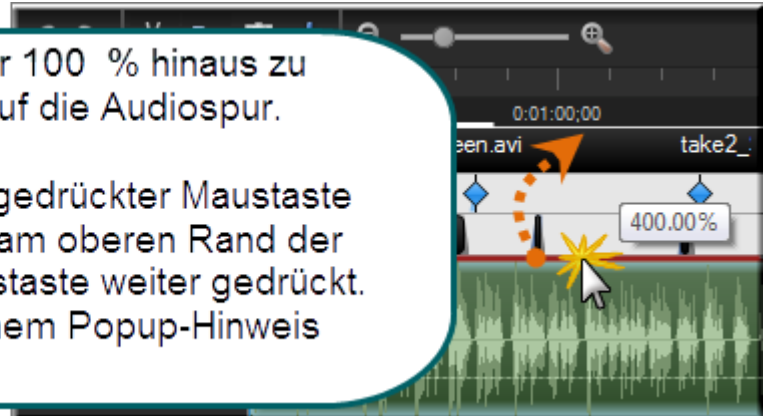 r 100 % hinaus zu
uf die Audiospur.
gedrückter Maustaste
am oberen Rand der
staste weiter gedrückt.
nem Popup-Hinweis
0:01:00;00
een.avi
take2_
400.00%